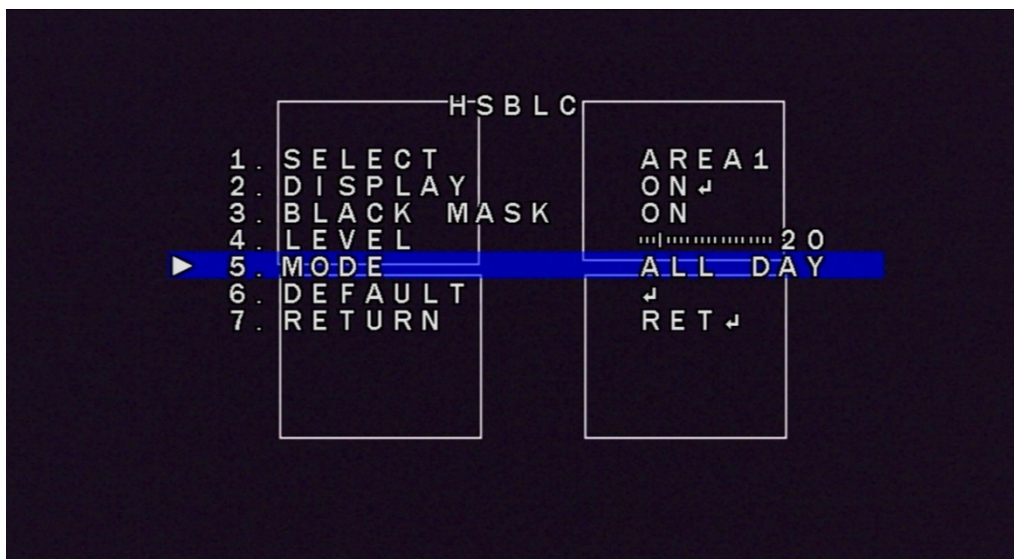 HSBLC
1. SELECT AREA1
2. DISPLAY ON↲
3. BLACK MASK ON
4. LEVEL 20
5. MODE ALL DAY
6. DEFAULT ↲
7. RETURN RET↲